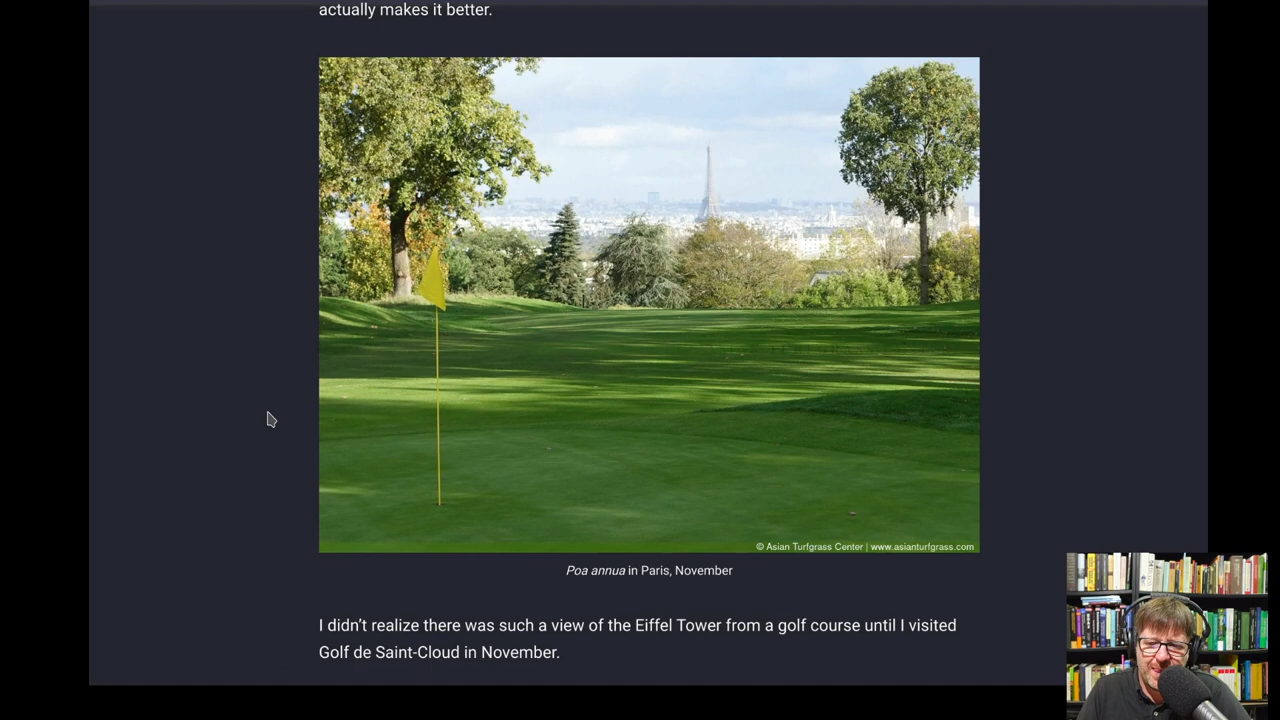 actually makes it better.
© Asian Turfgrass Center | www.asianturfgrass.com
Poa annua in Paris, November
I didn’t realize there was such a view of the Eiffel Tower from a golf course until I visited
Golf de Saint-Cloud in November.